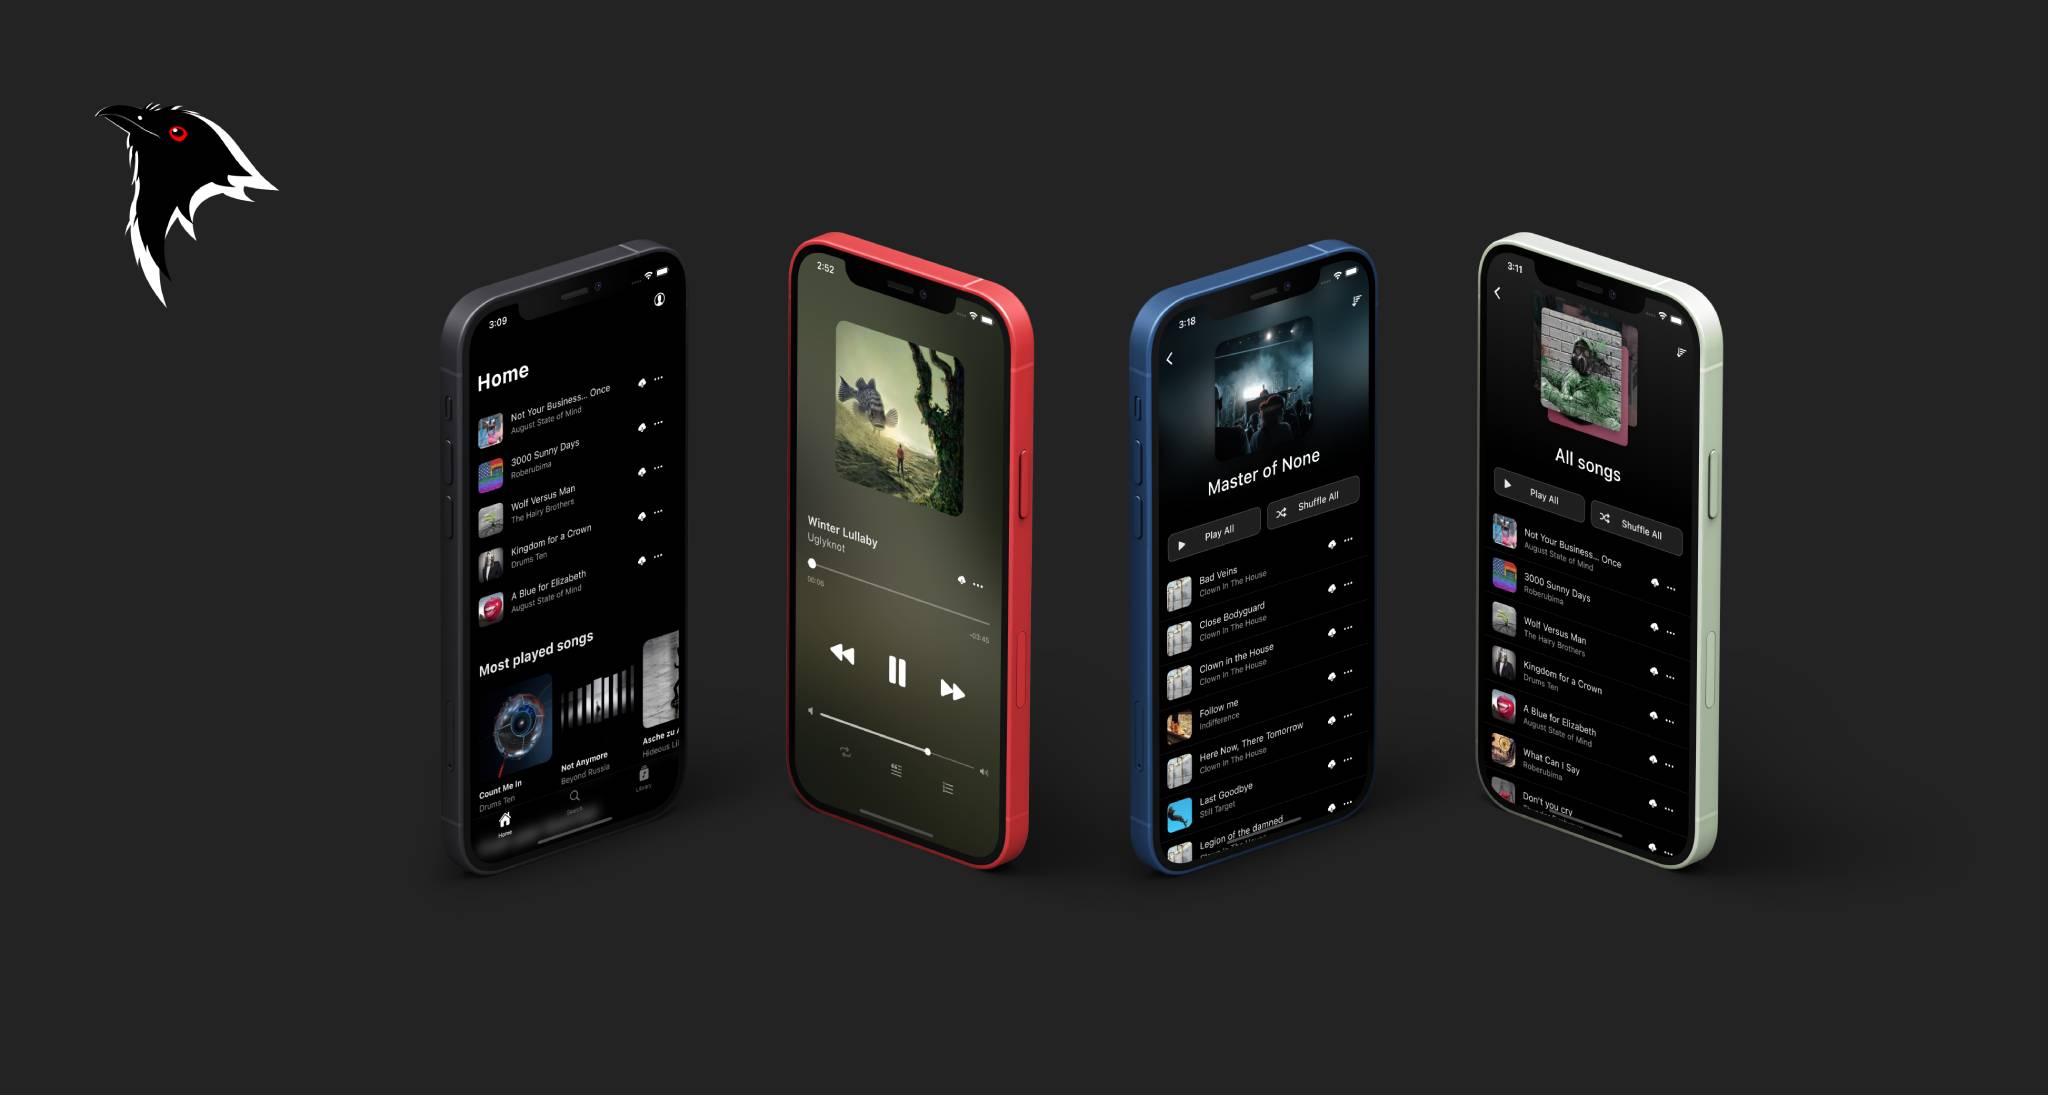 3:09
Home
Not Your Business... Once
August State of Mind
3000 Sunny Days
Roberubima
Wolf Versus Man
The Hairy Brothers
Kingdom for a Crown
Drums Ten
A Blue for Elizabeth
August State of Mind
Most played songs
Count Me In
Drums Ten
Not Anymore
Beyond Russia
Asche zu A
Hideous Li
Home
Search
Library
2:52
Winter Lullaby
Uglyknot
00:06
-03:45
3:18
Master of None
Play All
Shuffle All
Bad Veins
Clown In The House
Close Bodyguard
Clown In The House
Clown in the House
Clown In The House
Follow me
Indifference
Here Now, There Tomorrow
Clown In The House
Last Goodbye
Still Target
Legion of the damned
3:11
All songs
Play All
Shuffle All
Not Your Business... Once
August State of Mind
3000 Sunny Days
Roberubima
Wolf Versus Man
The Hairy Brothers
Kingdom for a Crown
Drums Ten
A Blue for Elizabeth
August State of Mind
What Can I Say
Roberubima
Don't you cry